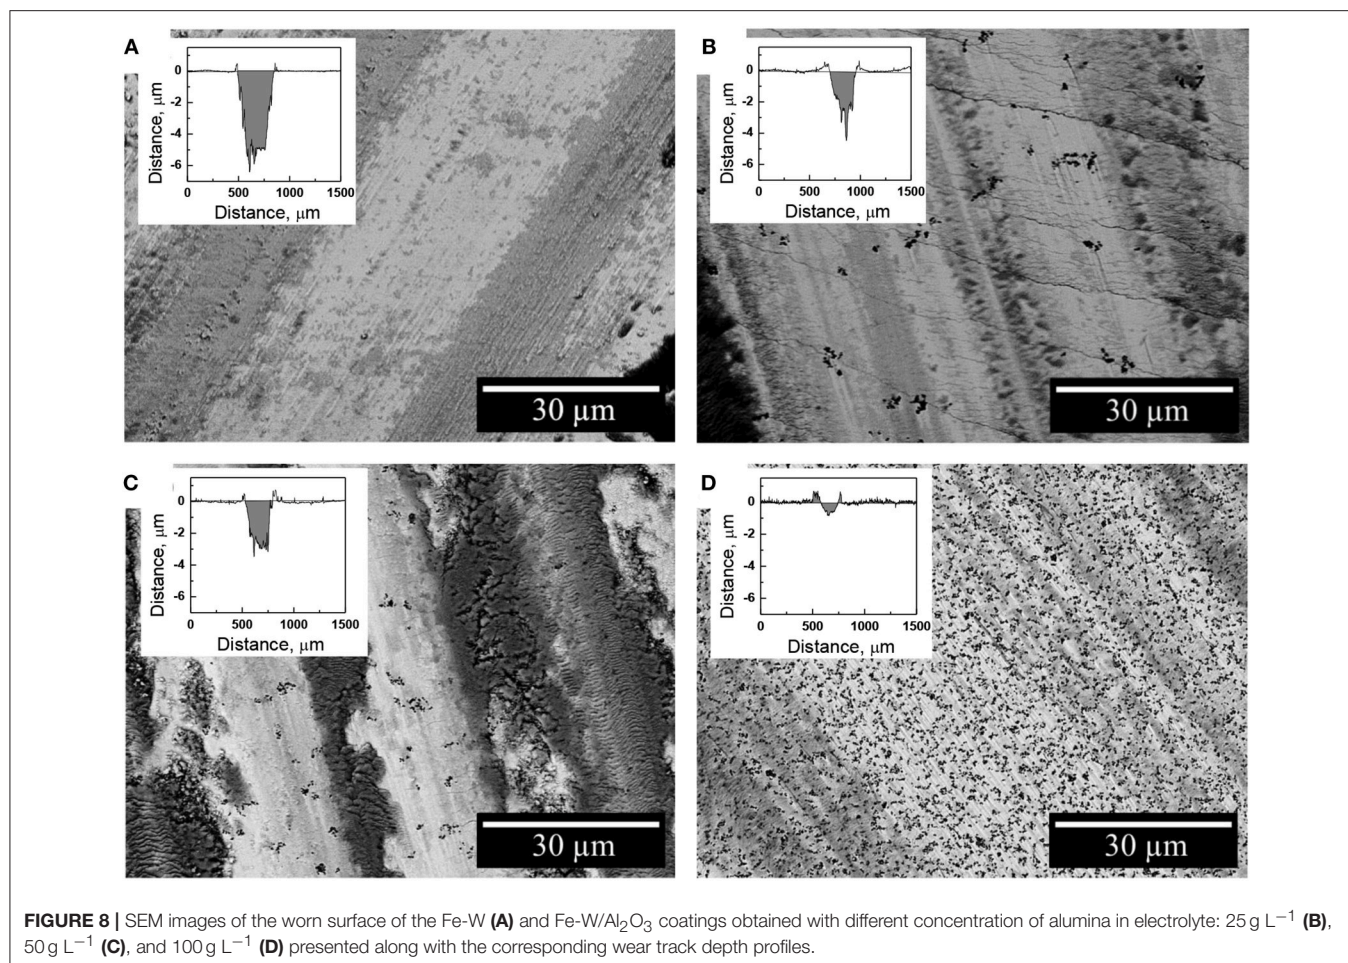 A
0
-2
-4
-6
Distance, μm
0 500 1000 1500
Distance, μm
30 μm
B
0
-2
-4
-6
Distance, μm
0 500 1000 1500
Distance, μm
30 μm
C
0
-2
-4
-6
Distance, μm
0 500 1000 1500
Distance, μm
30 μm
D
0
-2
-4
-6
Distance, μm
0 500 1000 1500
Distance, μm
30 μm
FIGURE 8 | SEM images of the worn surface of the Fe-W (A) and Fe-W/Al₂O₃ coatings obtained with different concentration of alumina in electrolyte: 25 g L⁻¹ (B),
50 g L⁻¹ (C), and 100 g L⁻¹ (D) presented along with the corresponding wear track depth profiles.